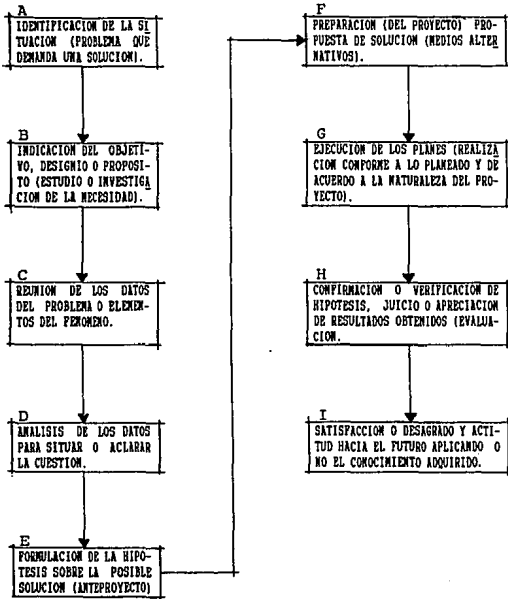 A
IDENTIFICACION DE LA SI
TUACION (PROBLEMA QUE
DEMANDA UNA SOLUCION).
B
INDICACION DEL OBJETI-
VO, DESIGNIO O PROPOSI-
TO (ESTUDIO O INVESTIGA
CION DE LA NECESIDAD).
C
REUNION DE LOS DATOS
DEL PROBLEMA O ELEMEN-
TOS DEL FENOMENO.
D
ANALISIS DE LOS DATOS
PARA SITUAR O ACLARAR
LA CUESTION.
E
FORMULACION DE LA HIPO-
TESIS SOBRE LA POSIBLE
SOLUCION (ANTEPROYECTO)
F
PREPARACION (DEL PROYECTO) PRO-
PUESTA DE SOLUCION (MEDIOS ALTER
NATIVOS).
G
EJECUCION DE LOS PLANES (REALIZA
CION CONFORME A LO PLANEADO Y DE
ACUERDO A LA NATURALEZA DEL PRO-
YECTO).
H
CONFIRMACION O VERIFICACION DE
HIPOTESIS, JUICIO O APRECIACION
DE RESULTADOS OBTENIDOS (EVALUA-
CION.
I
SATISFACCION O DESAGRADO Y ACTI-
TUD HACIA EL FUTURO APLICANDO O
NO EL CONOCIMIENTO ADQUIRIDO.